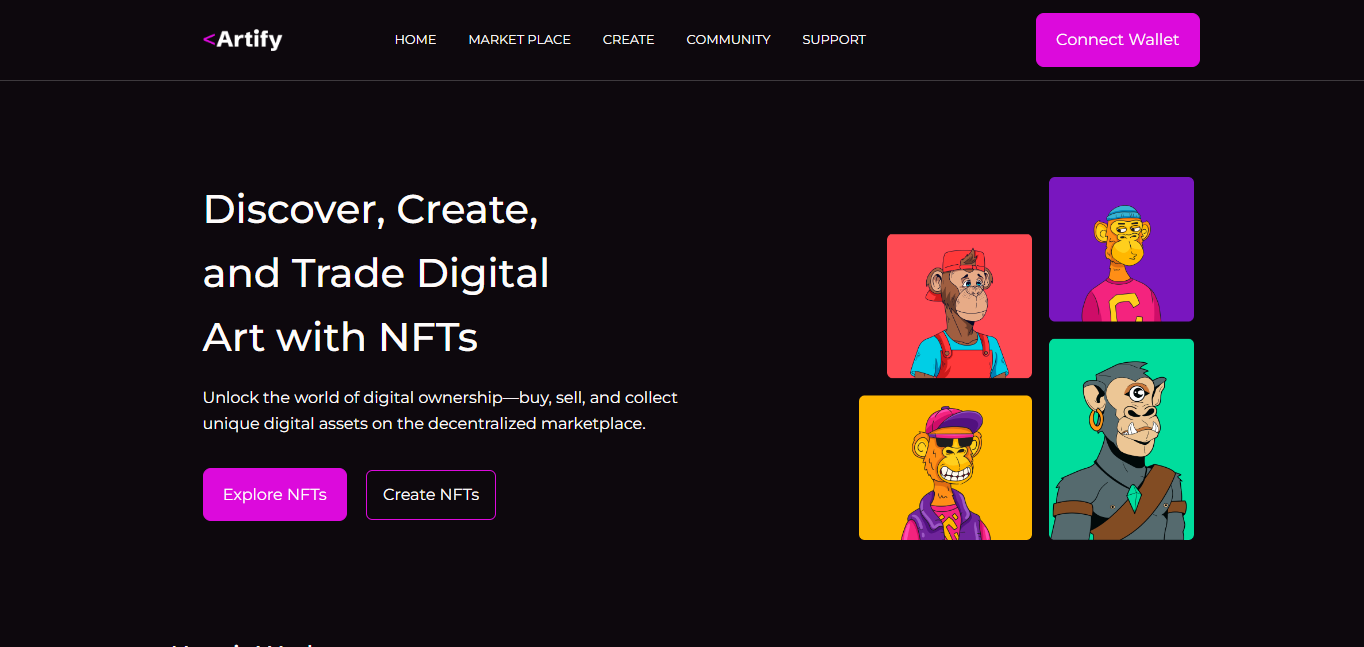 <Artify
HOME
MARKET PLACE
CREATE
COMMUNITY
SUPPORT
Connect Wallet
Discover, Create,
and Trade Digital
Art with NFTs
Unlock the world of digital ownership—buy, sell, and collect
unique digital assets on the decentralized marketplace.
Explore NFTs
Create NFTs